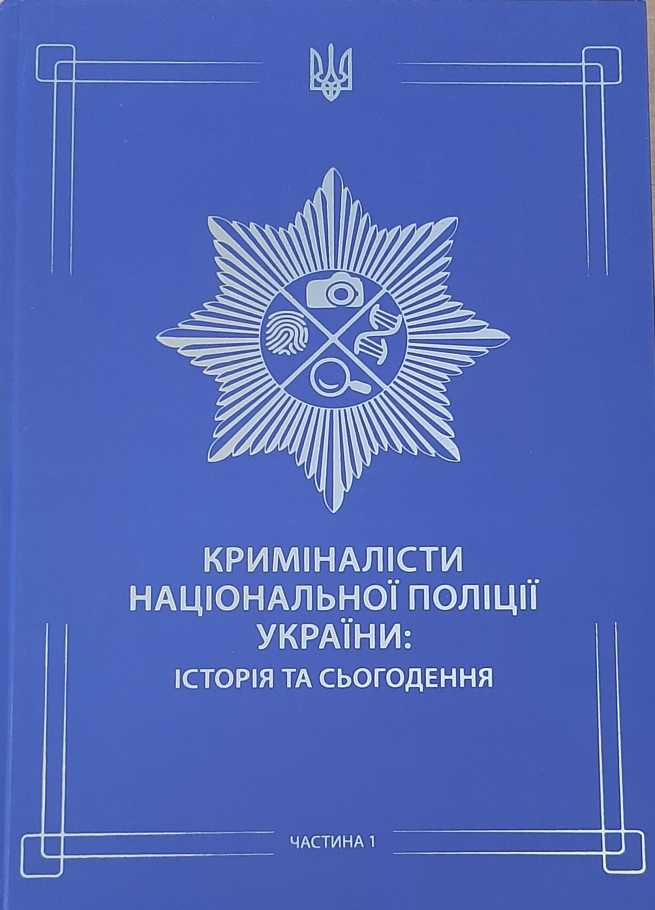 КРИМІНАЛІСТИ
НАЦІОНАЛЬНОЇ ПОЛІЦІЇ
УКРАЇНИ:
ІСТОРІЯ ТА СЬОГОДЕННЯ
ЧАСТИНА 1